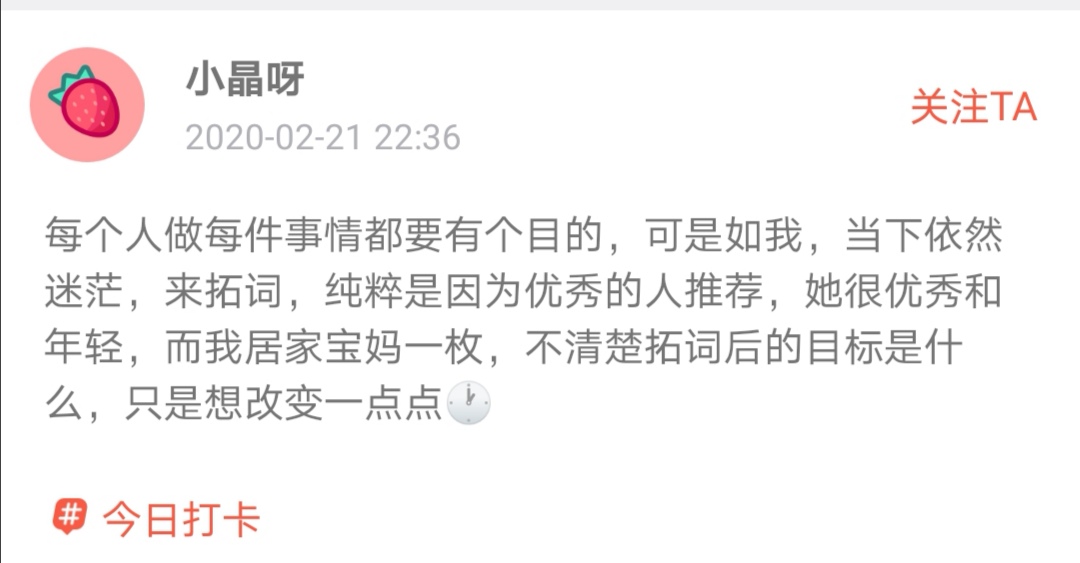 小晶呀
2020-02-21 22:36
关注TA
每个人做每件事情都要有个目的，可是如我，当下依然
迷茫，来拓词，纯粹是因为优秀的人推荐，她很优秀和
年轻，而我居家宝妈一枚，不清楚拓词后的目标是什
么，只是想改变一点点🕐
# 今日打卡